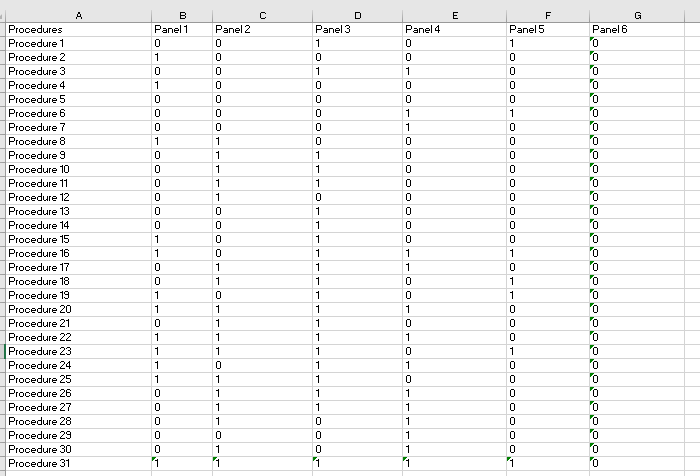 A B C D E F G
Procedures Panel 1 Panel 2 Panel 3 Panel 4 Panel 5 Panel 6
Procedure 1 0 0 1 0 1 0
Procedure 2 1 0 0 0 0 0
Procedure 3 0 0 1 1 0 0
Procedure 4 1 0 0 0 0 0
Procedure 5 0 0 0 0 0 0
Procedure 6 0 0 0 1 1 0
Procedure 7 0 0 0 1 0 0
Procedure 8 1 1 0 0 0 0
Procedure 9 0 1 1 0 0 0
Procedure 10 0 1 1 0 0 0
Procedure 11 0 1 1 0 0 0
Procedure 12 0 1 0 0 0 0
Procedure 13 0 0 1 0 0 0
Procedure 14 0 0 1 0 0 0
Procedure 15 1 0 1 0 0 0
Procedure 16 1 0 1 1 1 0
Procedure 17 0 1 1 1 0 0
Procedure 18 0 1 1 0 1 0
Procedure 19 1 0 1 0 1 0
Procedure 20 1 1 1 1 0 0
Procedure 21 0 1 1 0 0 0
Procedure 22 1 1 1 1 0 0
Procedure 23 1 1 1 0 1 0
Procedure 24 1 0 1 1 0 0
Procedure 25 1 1 1 0 0 0
Procedure 26 0 1 1 1 0 0
Procedure 27 0 1 1 1 0 0
Procedure 28 0 1 0 1 0 0
Procedure 29 0 0 0 1 0 0
Procedure 30 0 1 0 1 0 0
Procedure 31 1 1 1 1 1 0